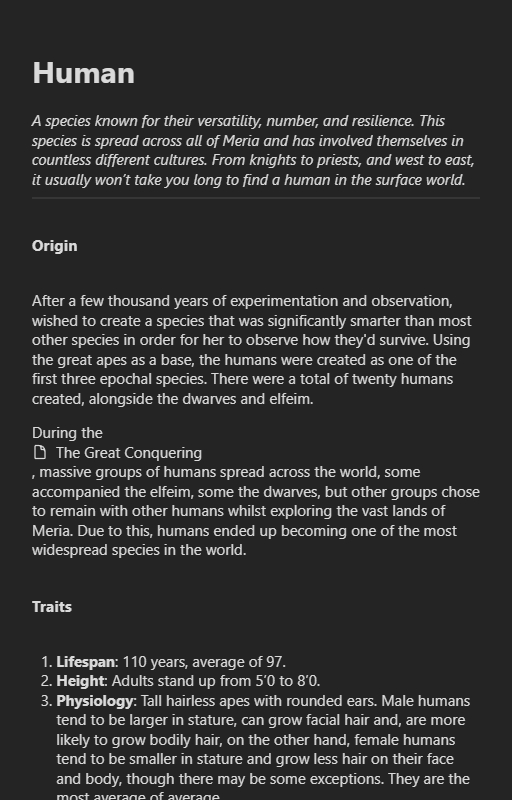 Human
A species known for their versatility, number, and resilience. This
species is spread across all of Meria and has involved themselves in
countless different cultures. From knights to priests, and west to east,
it usually won't take you long to find a human in the surface world.
Origin
After a few thousand years of experimentation and observation,
wished to create a species that was significantly smarter than most
other species in order for her to observe how they'd survive. Using
the great apes as a base, the humans were created as one of the
first three epochal species. There were a total of twenty humans
created, alongside the dwarves and elfeim.
During the
The Great Conquering
, massive groups of humans spread across the world, some
accompanied the elfeim, some the dwarves, but other groups chose
to remain with other humans whilst exploring the vast lands of
Meria. Due to this, humans ended up becoming one of the most
widespread species in the world.
Traits
1. Lifespan: 110 years, average of 97.
2. Height: Adults stand up from 5'0 to 8'0.
3. Physiology: Tall hairless apes with rounded ears. Male humans
tend to be larger in stature, can grow facial hair and, are more
likely to grow bodily hair, on the other hand, female humans
tend to be smaller in stature and grow less hair on their face
and body, though there may be some exceptions. They are the
most average of average